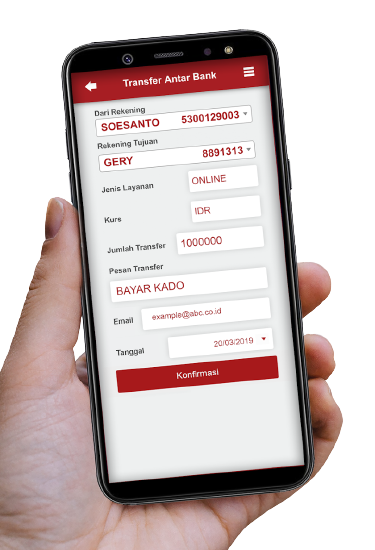 Transfer Antar Bank
Dari Rekening
SOESANTO 5300129003
Rekening Tujuan
GERY 8891313
Jenis Layanan ONLINE
Kurs IDR
Jumlah Transfer 1000000
Pesan Transfer
BAYAR KADO
Email example@abc.co.id
Tanggal 20/03/2019
Konfirmasi